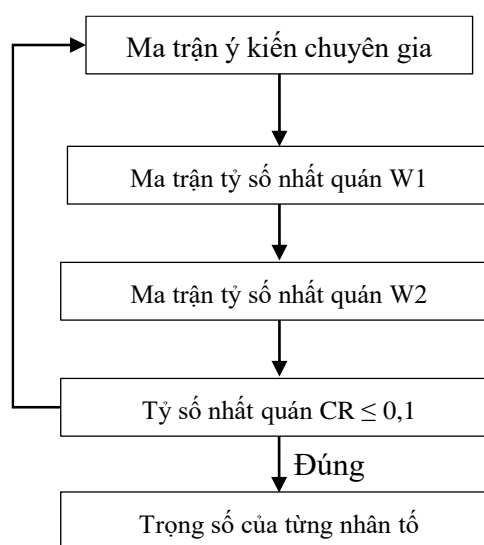 Ma trận ý kiến chuyên gia
Ma trận tỷ số nhất quán W1
Ma trận tỷ số nhất quán W2
Tỷ số nhất quán CR ≤ 0,1
Đúng
Trọng số của từng nhân tố